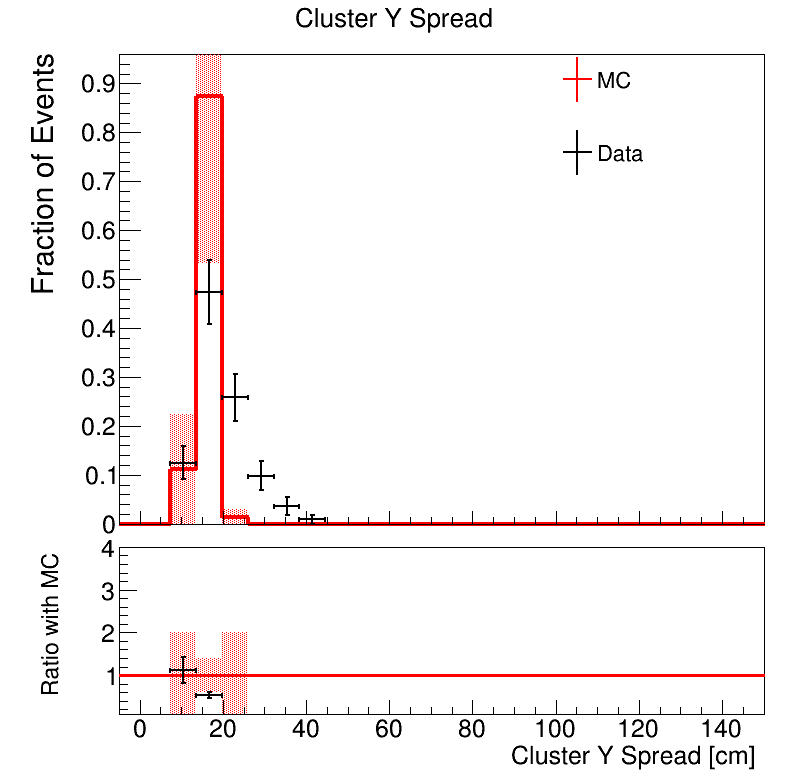 Cluster Y Spread
Fraction of Events
0.9
0.8
0.7
0.6
0.5
0.4
0.3
0.2
0.1
0
MC
Data
Ratio with MC
4
3
2
1
0 20 40 60 80 100 120 140
Cluster Y Spread [cm]